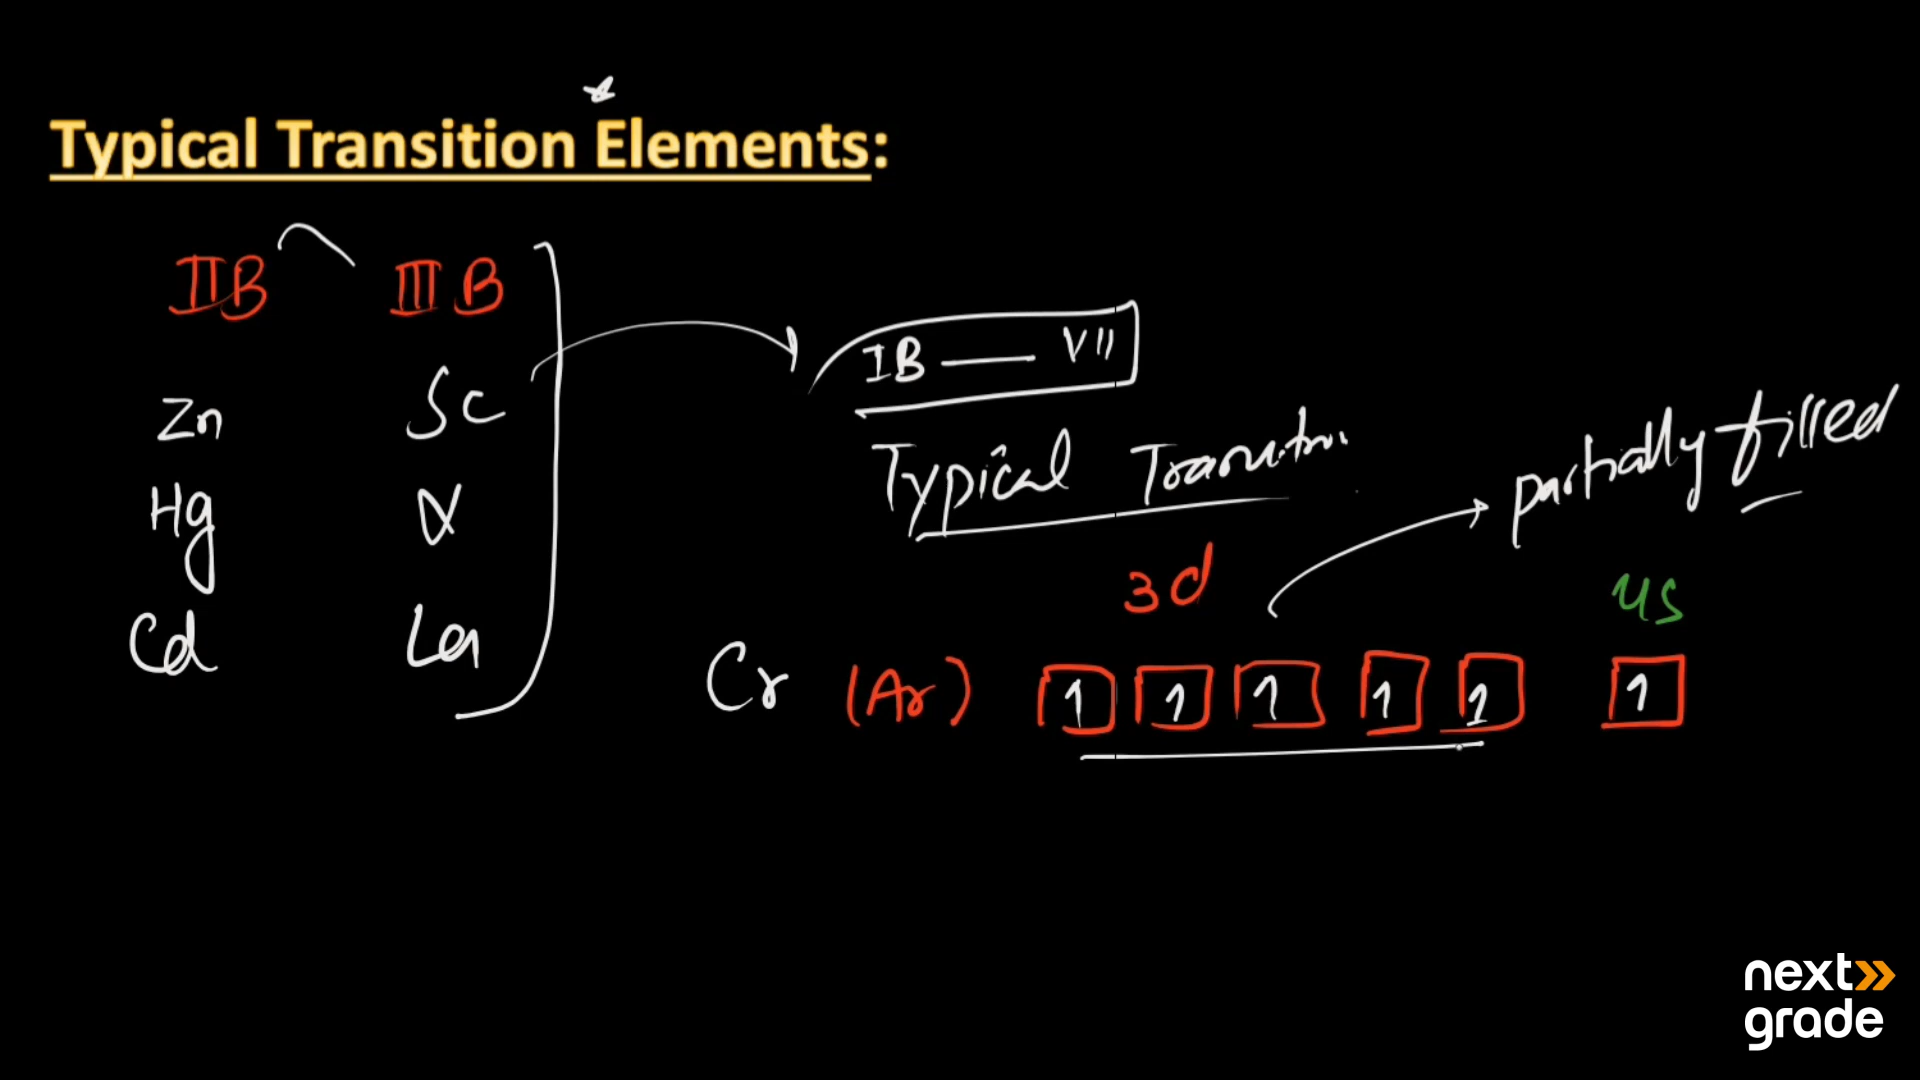 Typical Transition Elements:
IIB IIIB
Zn Sc
Hg Y
Cd La
IB — VII
Typical Transition
partially filled
3d 4s
Cr (Ar) 1 1 1 1 1 1
next
grade